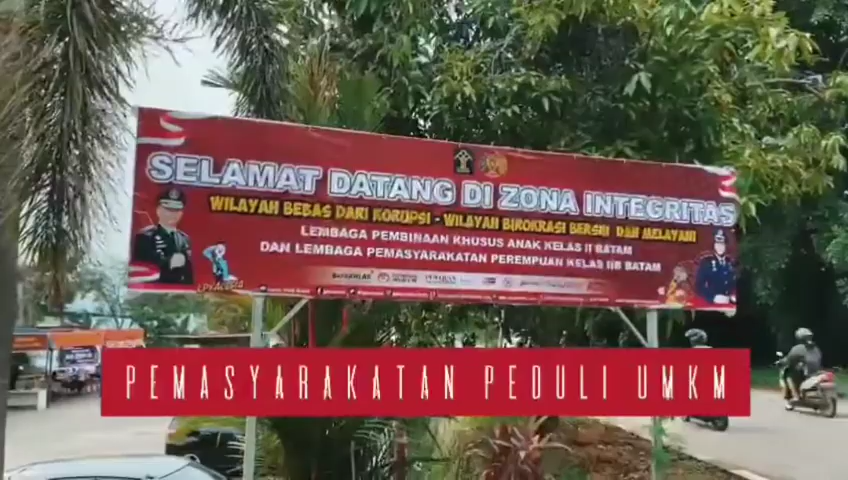 SELAMAT DATANG DI ZONA INTEGRITAS
WILAYAH BEBAS DARI KORUPSI - WILAYAH BIROKRASI BERSIH DAN MELAYANI
LEMBAGA PEMBINAAN KHUSUS ANAK KELAS II BATAM
DAN LEMBAGA PEMASYARAKATAN PEREMPUAN KELAS IIB BATAM
PEMASYARAKATAN PEDULI UMKM